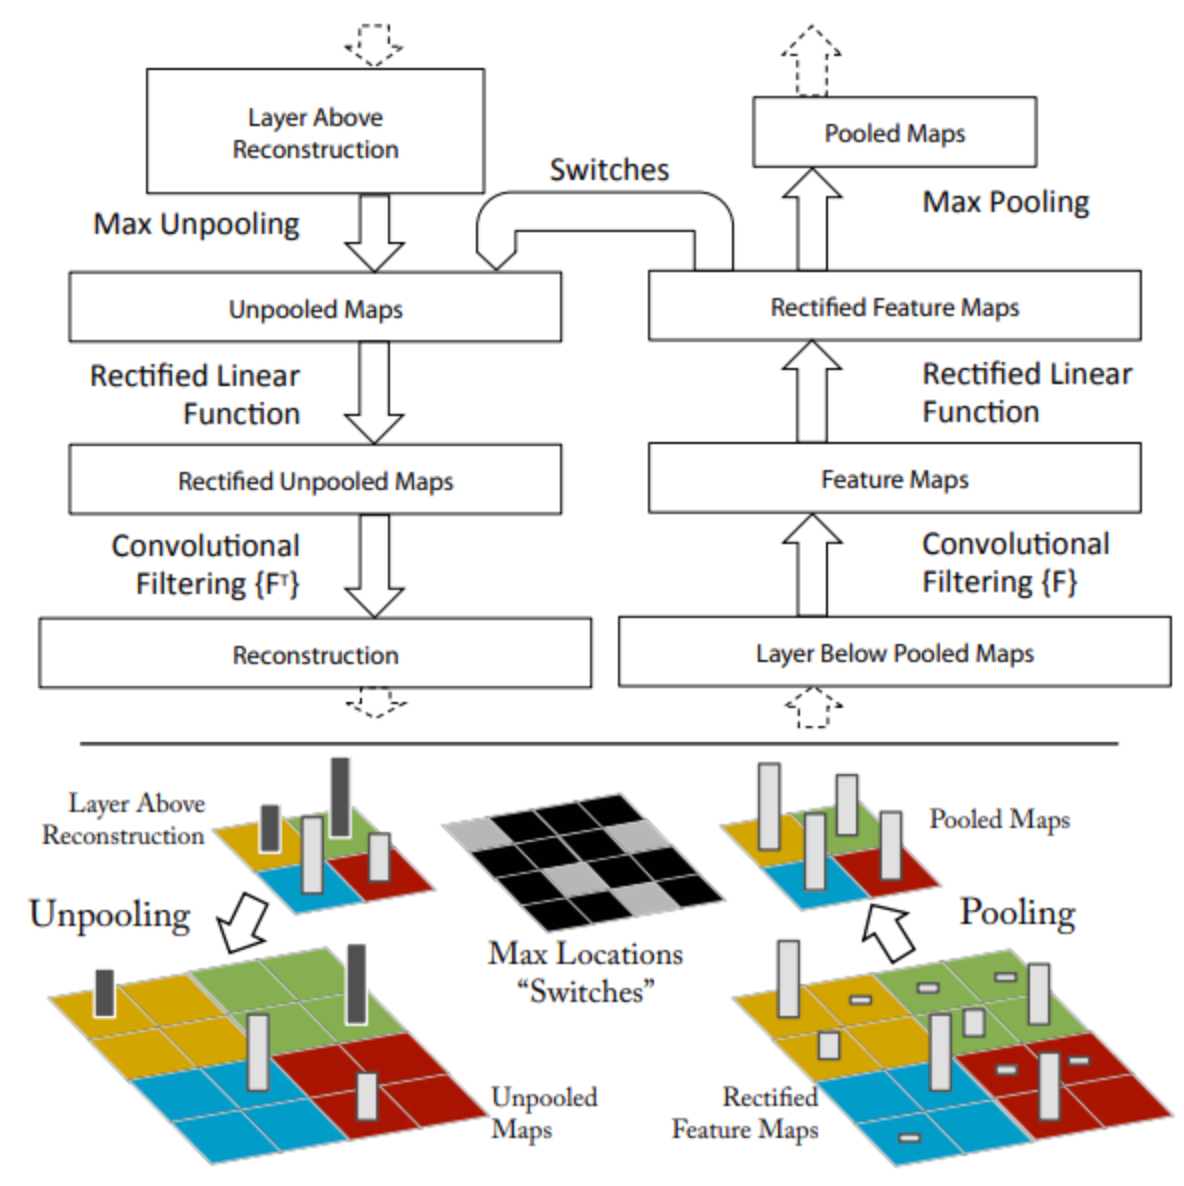 Layer Above
Reconstruction
Pooled Maps
Switches
Max Unpooling
Max Pooling
Unpooled Maps
Rectified Feature Maps
Rectified Linear
Function
Rectified Linear
Function
Rectified Unpooled Maps
Feature Maps
Convolutional
Filtering {Fᵀ}
Convolutional
Filtering {F}
Reconstruction
Layer Below Pooled Maps
Layer Above
Reconstruction
Pooled Maps
Unpooling
Pooling
Max Locations
“Switches”
Unpooled
Maps
Rectified
Feature Maps